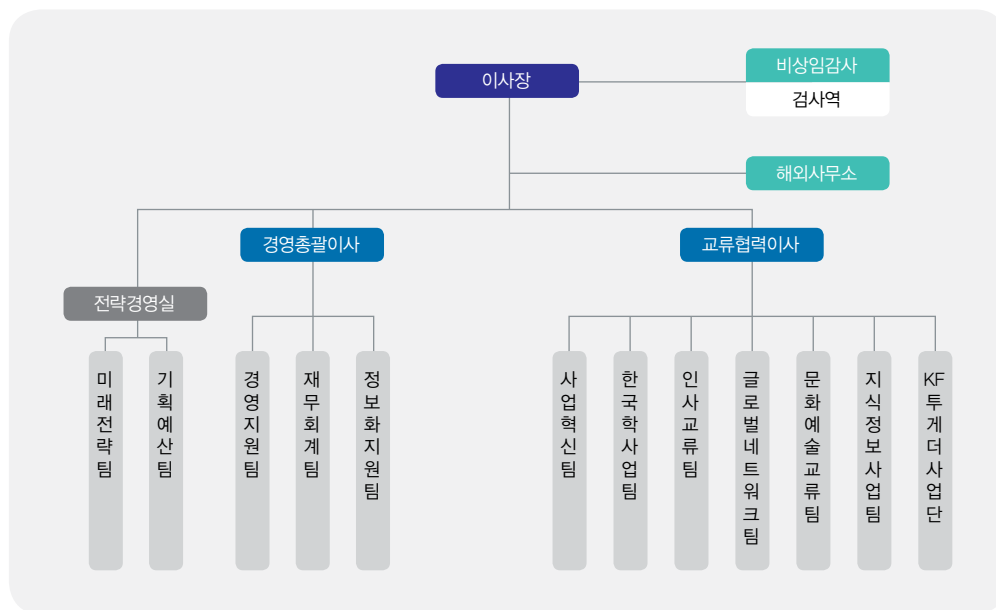 이사장
비상임감사
검사역
해외사무소
경영총괄이사
교류협력이사
전략경영실
미래전략팀
기획예산팀
경영지원팀
재무회계팀
정보화지원팀
사업혁신팀
한국학사업팀
인사교류팀
글로벌네트워크팀
문화예술교류팀
지식정보사업팀
KF투게더사업단